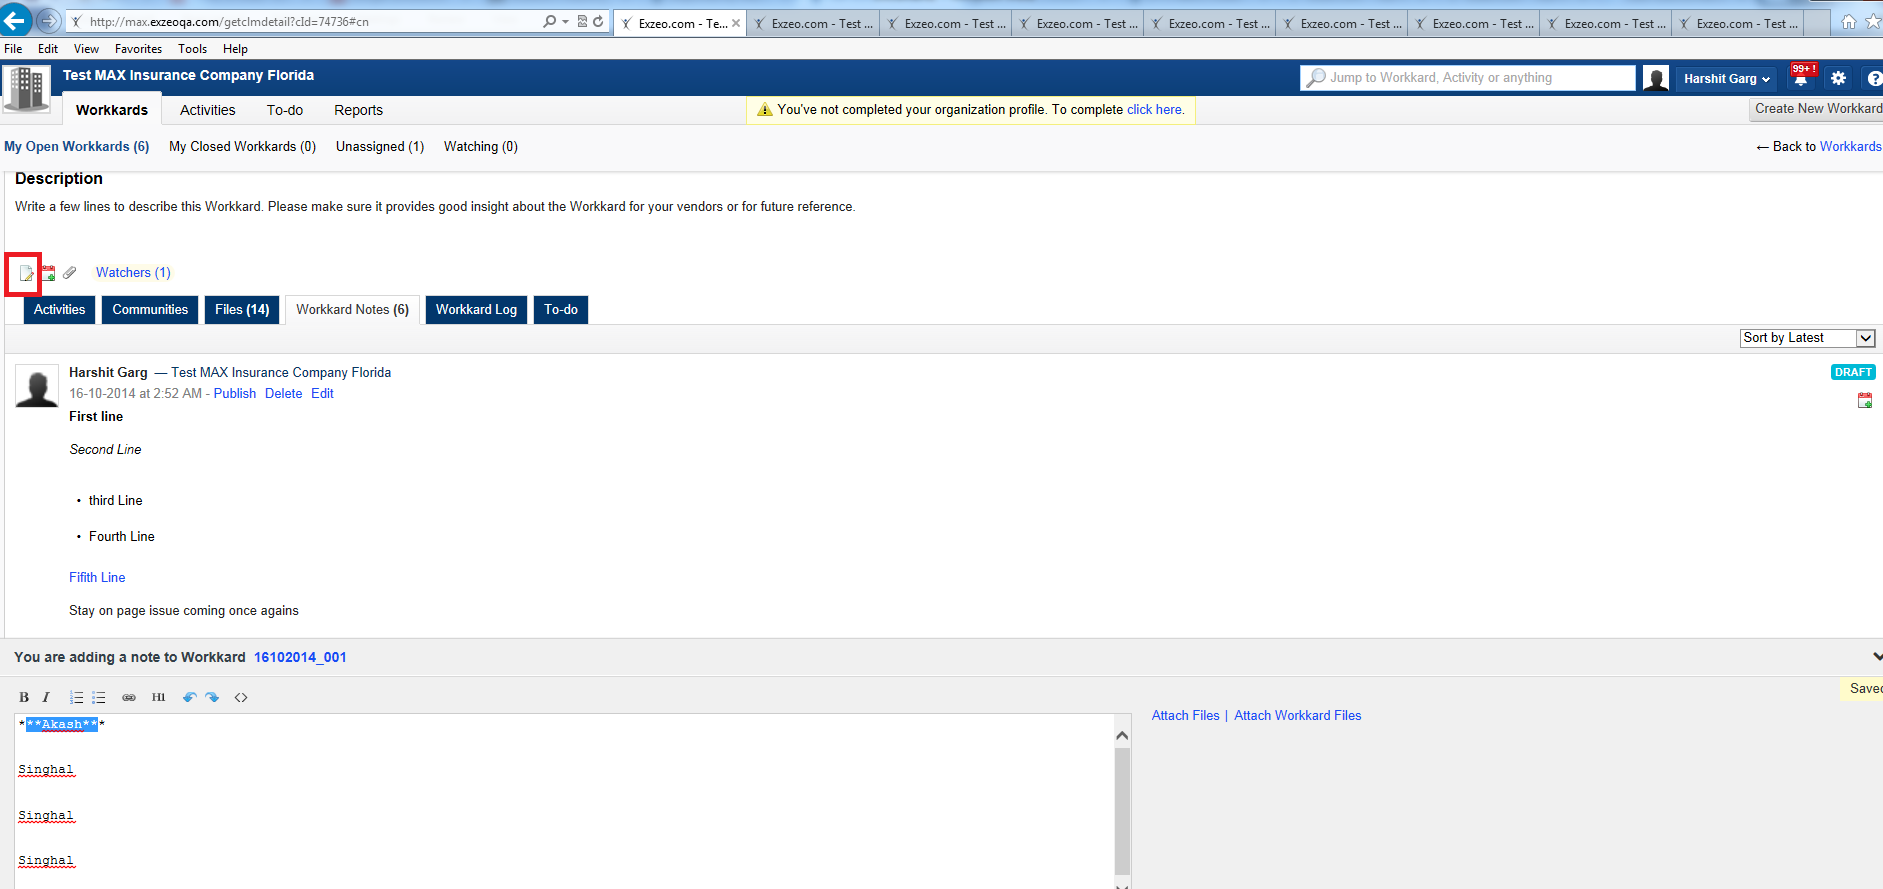 http://max.exzeoqa.com/getclmdetail?cId=74736#cn
Exzeo.com - Te...
Exzeo.com - Test ...
Exzeo.com - Test ...
Exzeo.com - Test ...
Exzeo.com - Test ...
Exzeo.com - Test ...
Exzeo.com - Test ...
Exzeo.com - Test ...
Exzeo.com - Test ...
File Edit View Favorites Tools Help
Test MAX Insurance Company Florida
Jump to Workkard, Activity or anything
Harshit Garg
99+ !
Workkards Activities To-do Reports
You've not completed your organization profile. To complete click here.
Create New Workkard
My Open Workkards (6) My Closed Workkards (0) Unassigned (1) Watching (0)
← Back to Workkards
Description
Write a few lines to describe this Workkard. Please make sure it provides good insight about the Workkard for your vendors or for future reference.
Watchers (1)
Activities Communities Files (14) Workkard Notes (6) Workkard Log To-do
Sort by Latest
Harshit Garg — Test MAX Insurance Company Florida
DRAFT
16-10-2014 at 2:52 AM - Publish Delete Edit
First line
Second Line
• third Line
• Fourth Line
Fifith Line
Stay on page issue coming once agains
You are adding a note to Workkard 16102014_001
B I H1 <>
Saved
***Akash***
Attach Files | Attach Workkard Files
Singhal
Singhal
Singhal